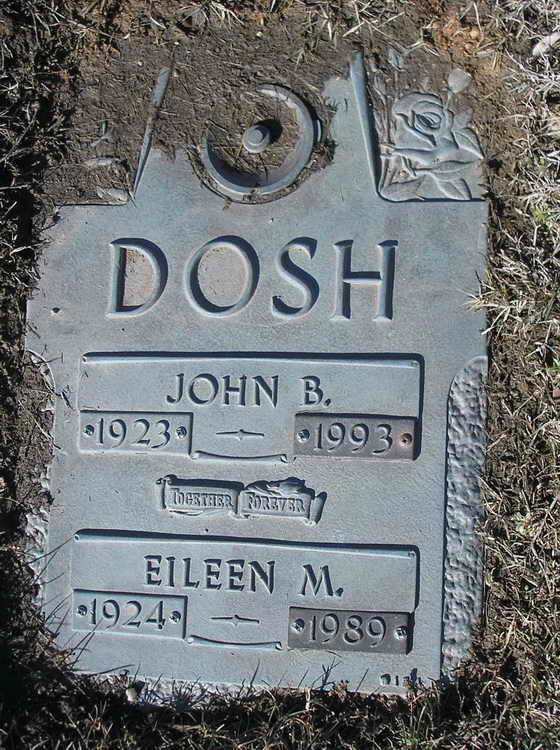 DOSH
JOHN B.
1923 1993
TOGETHER FOREVER
EILEEN M.
1924 1989